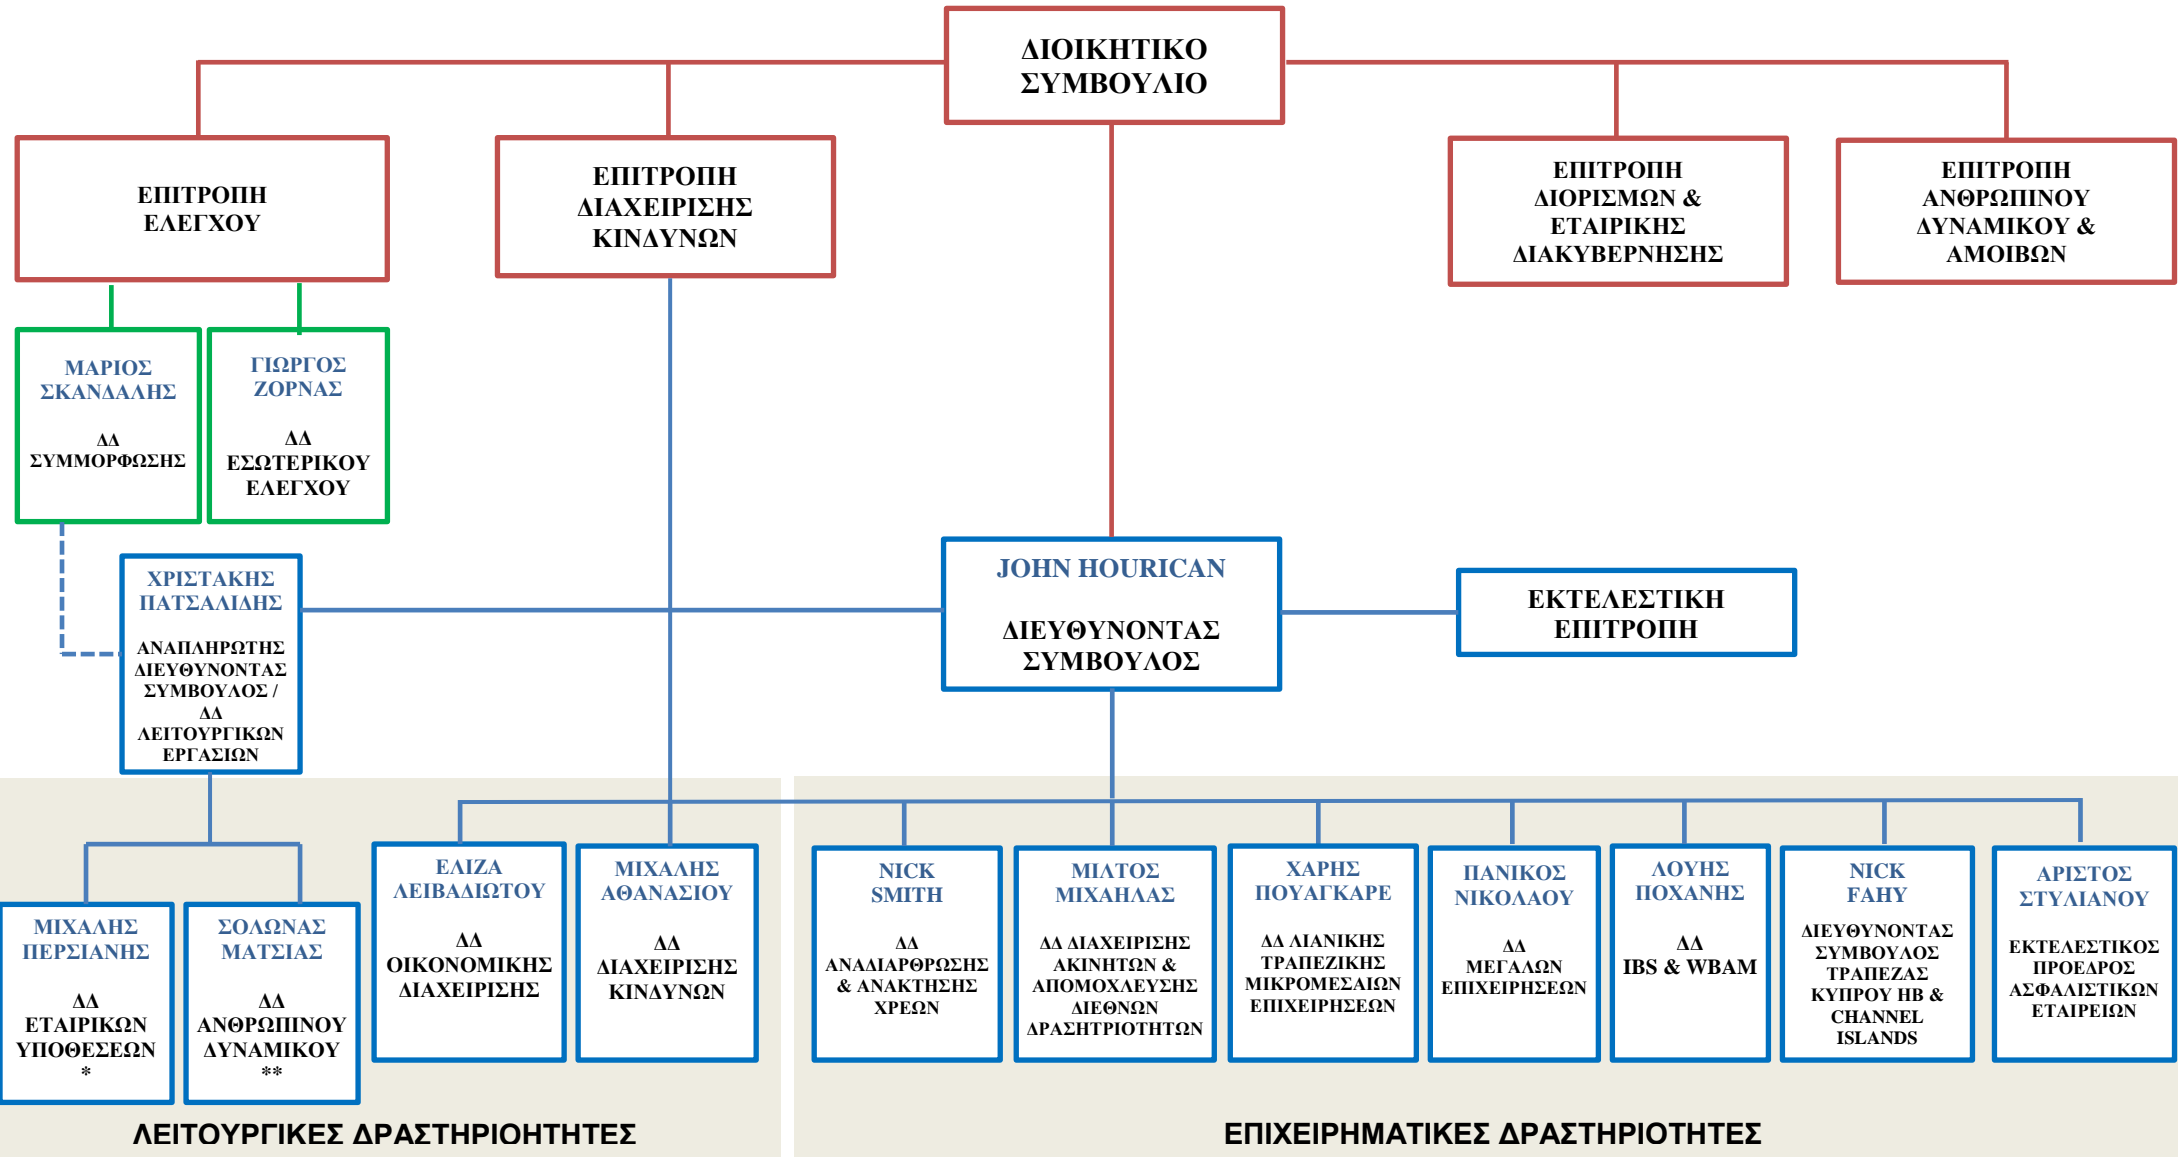 ΔΙΟΙΚΗΤΙΚΟ
ΣΥΜΒΟΥΛΙΟ
ΕΠΙΤΡΟΠΗ
ΕΛΕΓΧΟΥ
ΕΠΙΤΡΟΠΗ
ΔΙΑΧΕΙΡΙΣΗΣ
ΚΙΝΔΥΝΩΝ
ΕΠΙΤΡΟΠΗ
ΔΙΟΡΙΣΜΩΝ &
ΕΤΑΙΡΙΚΗΣ
ΔΙΑΚΥΒΕΡΝΗΣΗΣ
ΕΠΙΤΡΟΠΗ
ΑΝΘΡΩΠΙΝΟΥ
ΔΥΝΑΜΙΚΟΥ &
ΑΜΟΙΒΩΝ
ΜΑΡΙΟΣ
ΣΚΑΝΔΑΛΗΣ
ΔΔ
ΣΥΜΜΟΡΦΩΣΗΣ
ΓΙΩΡΓΟΣ
ΖΟΡΝΑΣ
ΔΔ
ΕΣΩΤΕΡΙΚΟΥ
ΕΛΕΓΧΟΥ
ΧΡΙΣΤΑΚΗΣ
ΠΑΤΣΑΛΙΔΗΣ
ΑΝΑΠΛΗΡΩΤΗΣ
ΔΙΕΥΘΥΝΟΝΤΑΣ
ΣΥΜΒΟΥΛΟΣ /
ΔΔ
ΛΕΙΤΟΥΡΓΙΚΩΝ
ΕΡΓΑΣΙΩΝ
JOHN HOURICAN
ΔΙΕΥΘΥΝΟΝΤΑΣ
ΣΥΜΒΟΥΛΟΣ
ΕΚΤΕΛΕΣΤΙΚΗ
ΕΠΙΤΡΟΠΗ
ΜΙΧΑΛΗΣ
ΠΕΡΣΙΑΝΗΣ
ΔΔ
ΕΤΑΙΡΙΚΩΝ
ΥΠΟΘΕΣΕΩΝ
*
ΣΟΛΩΝΑΣ
ΜΑΤΣΙΑΣ
ΔΔ
ΑΝΘΡΩΠΙΝΟΥ
ΔΥΝΑΜΙΚΟΥ
**
ΕΛΙΖΑ
ΛΕΙΒΑΔΙΩΤΟΥ
ΔΔ
ΟΙΚΟΝΟΜΙΚΗΣ
ΔΙΑΧΕΙΡΙΣΗΣ
ΜΙΧΑΛΗΣ
ΑΘΑΝΑΣΙΟΥ
ΔΔ
ΔΙΑΧΕΙΡΙΣΗΣ
ΚΙΝΔΥΝΩΝ
NICK
SMITH
ΔΔ
ΑΝΑΔΙΑΡΘΡΩΣΗΣ
& ΑΝΑΚΤΗΣΗΣ
ΧΡΕΩΝ
ΜΙΛΤΟΣ
ΜΙΧΑΗΛΑΣ
ΔΔ ΔΙΑΧΕΙΡΙΣΗΣ
ΑΚΙΝΗΤΩΝ &
ΑΠΟΜΟΧΛΕΥΣΗΣ
ΔΙΕΘΝΩΝ
ΔΡΑΣΗΤΡΙΟΤΗΤΩΝ
ΧΑΡΗΣ
ΠΟΥΑΓΚΑΡΕ
ΔΔ ΛΙΑΝΙΚΗΣ
ΤΡΑΠΕΖΙΚΗΣ
ΜΙΚΡΟΜΕΣΑΙΩΝ
ΕΠΙΧΕΙΡΗΣΕΩΝ
ΠΑΝΙΚΟΣ
ΝΙΚΟΛΑΟΥ
ΔΔ
ΜΕΓΑΛΩΝ
ΕΠΙΧΕΙΡΗΣΕΩΝ
ΛΟΥΗΣ
ΠΟΧΑΝΗΣ
ΔΔ
IBS & WBAM
NICK
FAHY
ΔΙΕΥΘΥΝΟΝΤΑΣ
ΣΥΜΒΟΥΛΟΣ
ΤΡΑΠΕΖΑΣ
ΚΥΠΡΟΥ ΗΒ &
CHANNEL
ISLANDS
ΑΡΙΣΤΟΣ
ΣΤΥΛΙΑΝΟΥ
ΕΚΤΕΛΕΣΤΙΚΟΣ
ΠΡΟΕΔΡΟΣ
ΑΣΦΑΛΙΣΤΙΚΩΝ
ΕΤΑΙΡΕΙΩΝ
ΛΕΙΤΟΥΡΓΙΚΕΣ ΔΡΑΣΤΗΡΙΟΗΤΗΤΕΣ
ΕΠΙΧΕΙΡΗΜΑΤΙΚΕΣ ΔΡΑΣΤΗΡΙΟΤΗΤΕΣ